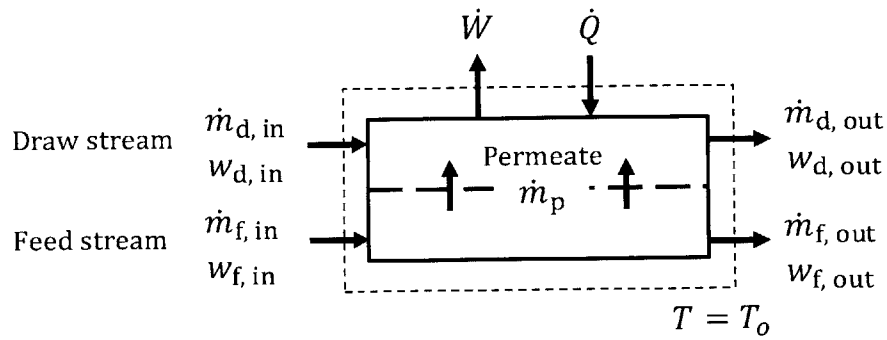 Ẇ Q̇
Draw stream ṁ_d, in ṁ_d, out
w_d, in Permeate w_d, out
ṁ_p
Feed stream ṁ_f, in ṁ_f, out
w_f, in w_f, out
T = T_o